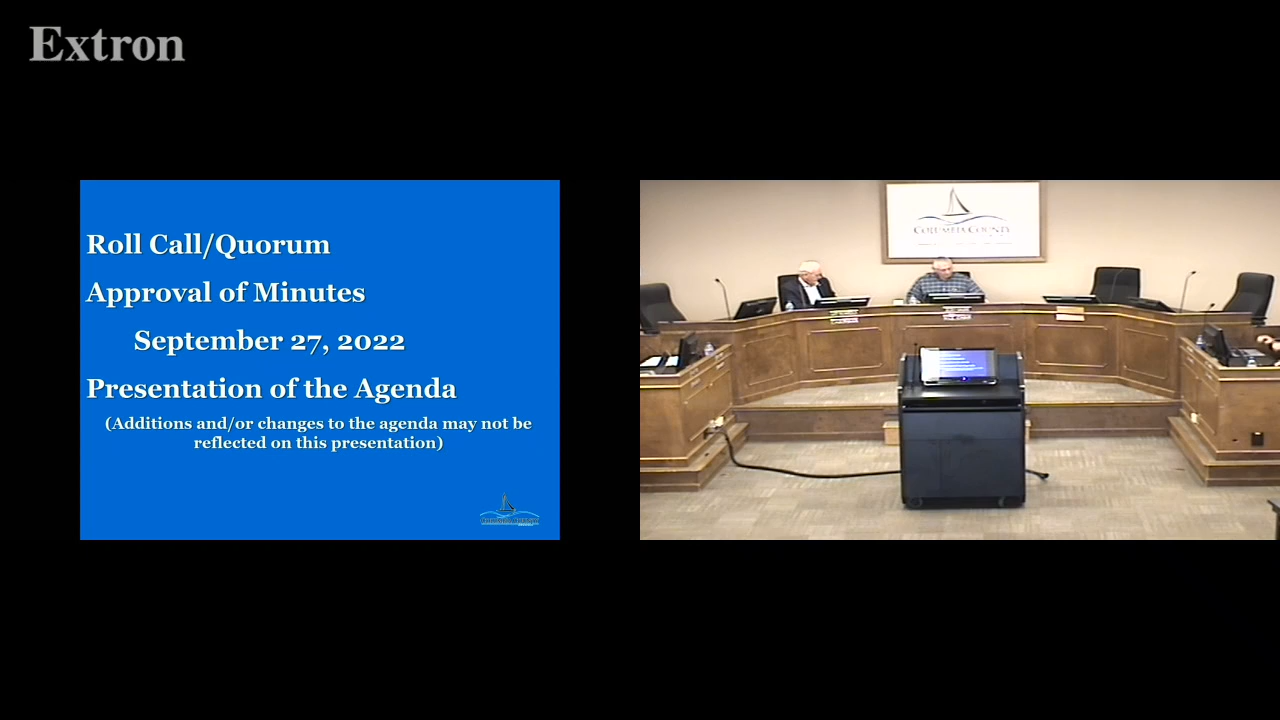 Extron
Roll Call/Quorum
Approval of Minutes
September 27, 2022
Presentation of the Agenda
(Additions and/or changes to the agenda may not be
reflected on this presentation)
COLUMBIA COUNTY